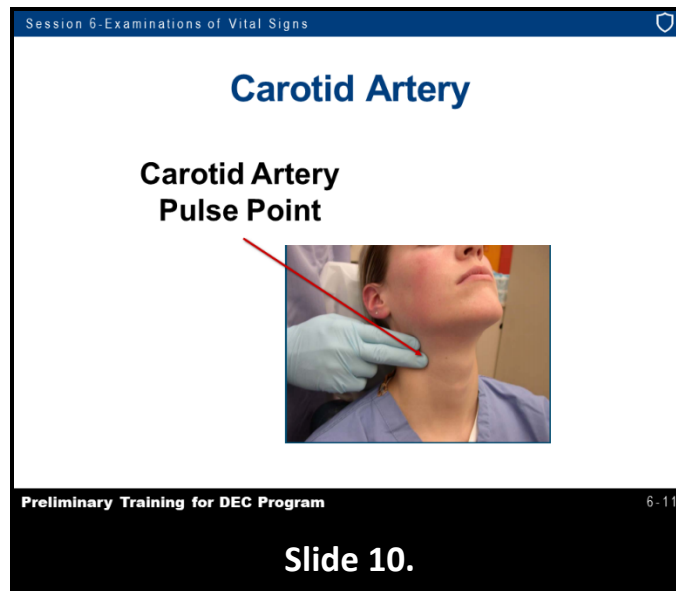 Session 6-Examinations of Vital Signs
Carotid Artery
Carotid Artery
Pulse Point
Preliminary Training for DEC Program
6-11
Slide 10.